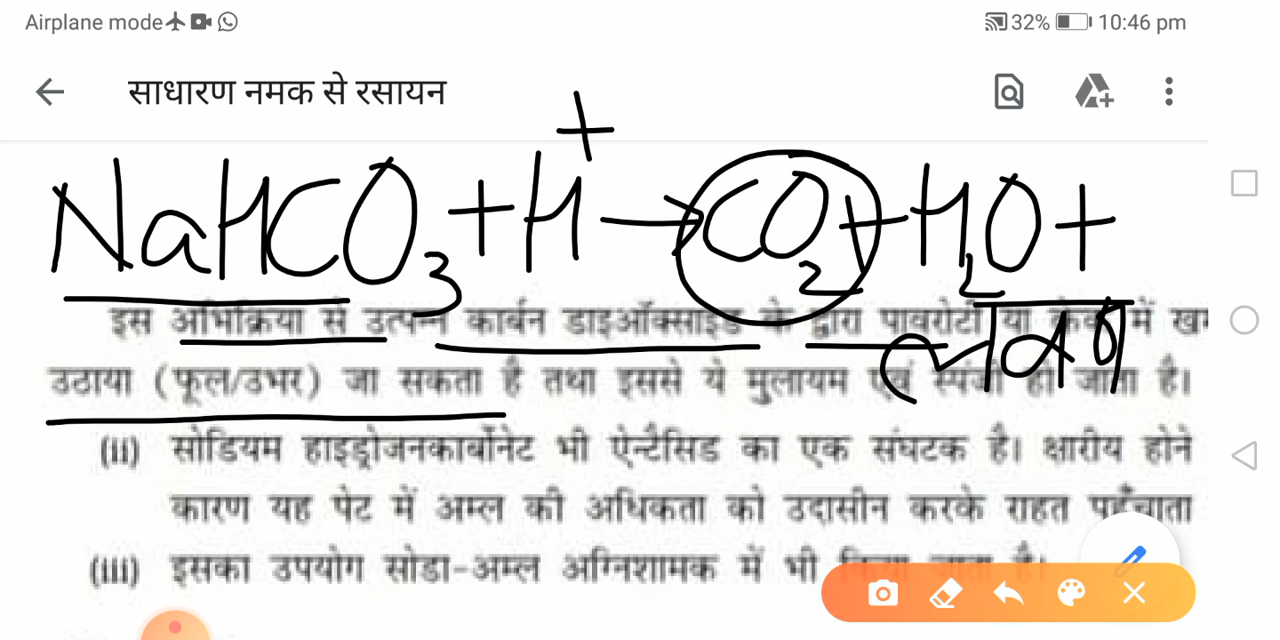 Airplane mode 32% 10:46 pm
साधारण नमक से रसायन
NaHCO3 + H+ → CO2 + H2O +
लवण
इस अभिक्रिया से उत्पन्न कार्बन डाइऑक्साइड के द्वारा पावरोटी या केक में
उठाया (फूल/उभर) जा सकता है तथा इससे ये मुलायम एवं स्पंजी हो जाता है।
(ii) सोडियम हाइड्रोजनकार्बोनेट भी ऐन्टैसिड का एक संघटक है। क्षारीय होने
कारण यह पेट में अम्ल की अधिकता को उदासीन करके राहत पहुँचाता
(iii) इसका उपयोग सोडा-अम्ल अग्निशामक में भी किया जाता है।